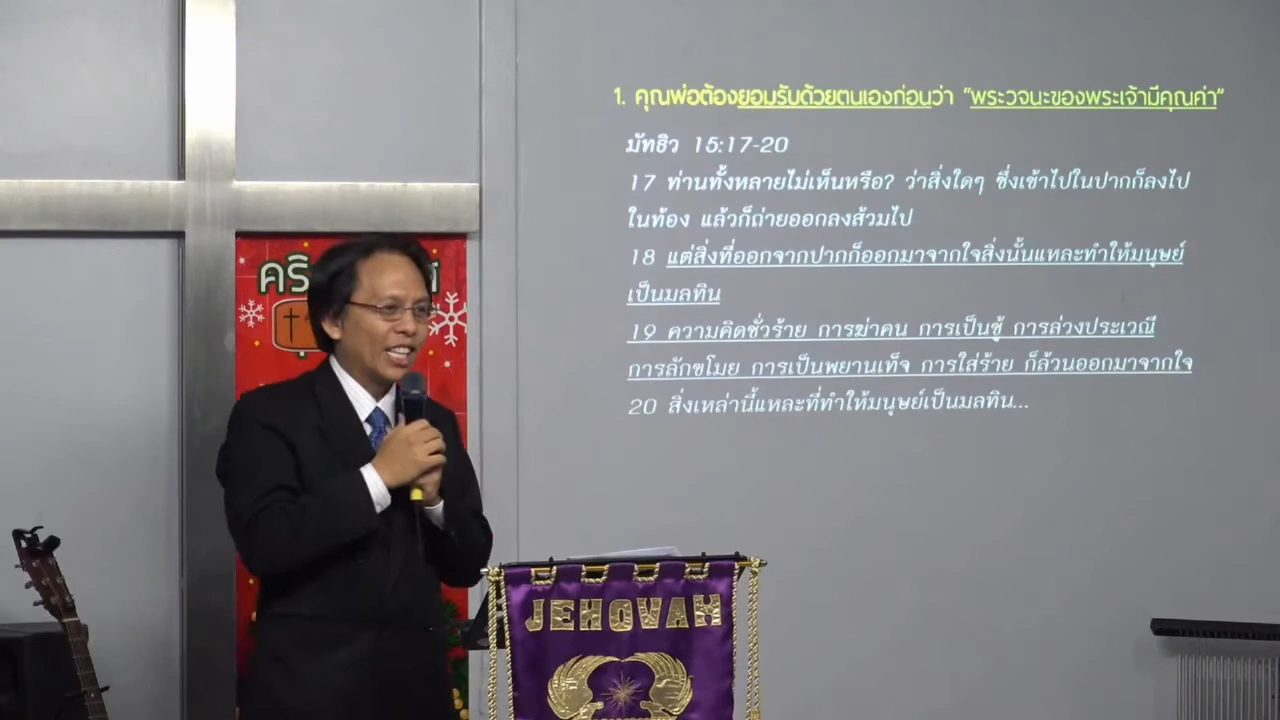 1. คุณพ่อต้องยอมรับด้วยตนเองก่อนว่า "พระวจนะของพระเจ้ามีคุณค่า"
มัทธิว 15:17-20
17 ท่านทั้งหลายไม่เห็นหรือ? ว่าสิ่งใดๆ ซึ่งเข้าไปในปากก็ลงไป
ในท้อง แล้วก็ถ่ายออกลงส้วมไป
18 แต่สิ่งที่ออกจากปากก็ออกมาจากใจสิ่งนั้นแหละทำให้มนุษย์
เป็นมลทิน
19 ความคิดชั่วร้าย การฆ่าคน การเป็นชู้ การล่วงประเวณี
การลักขโมย การเป็นพยานเท็จ การใส่ร้าย ก็ล้วนออกมาจากใจ
20 สิ่งเหล่านี้แหละที่ทำให้มนุษย์เป็นมลทิน...
JEHOVAH